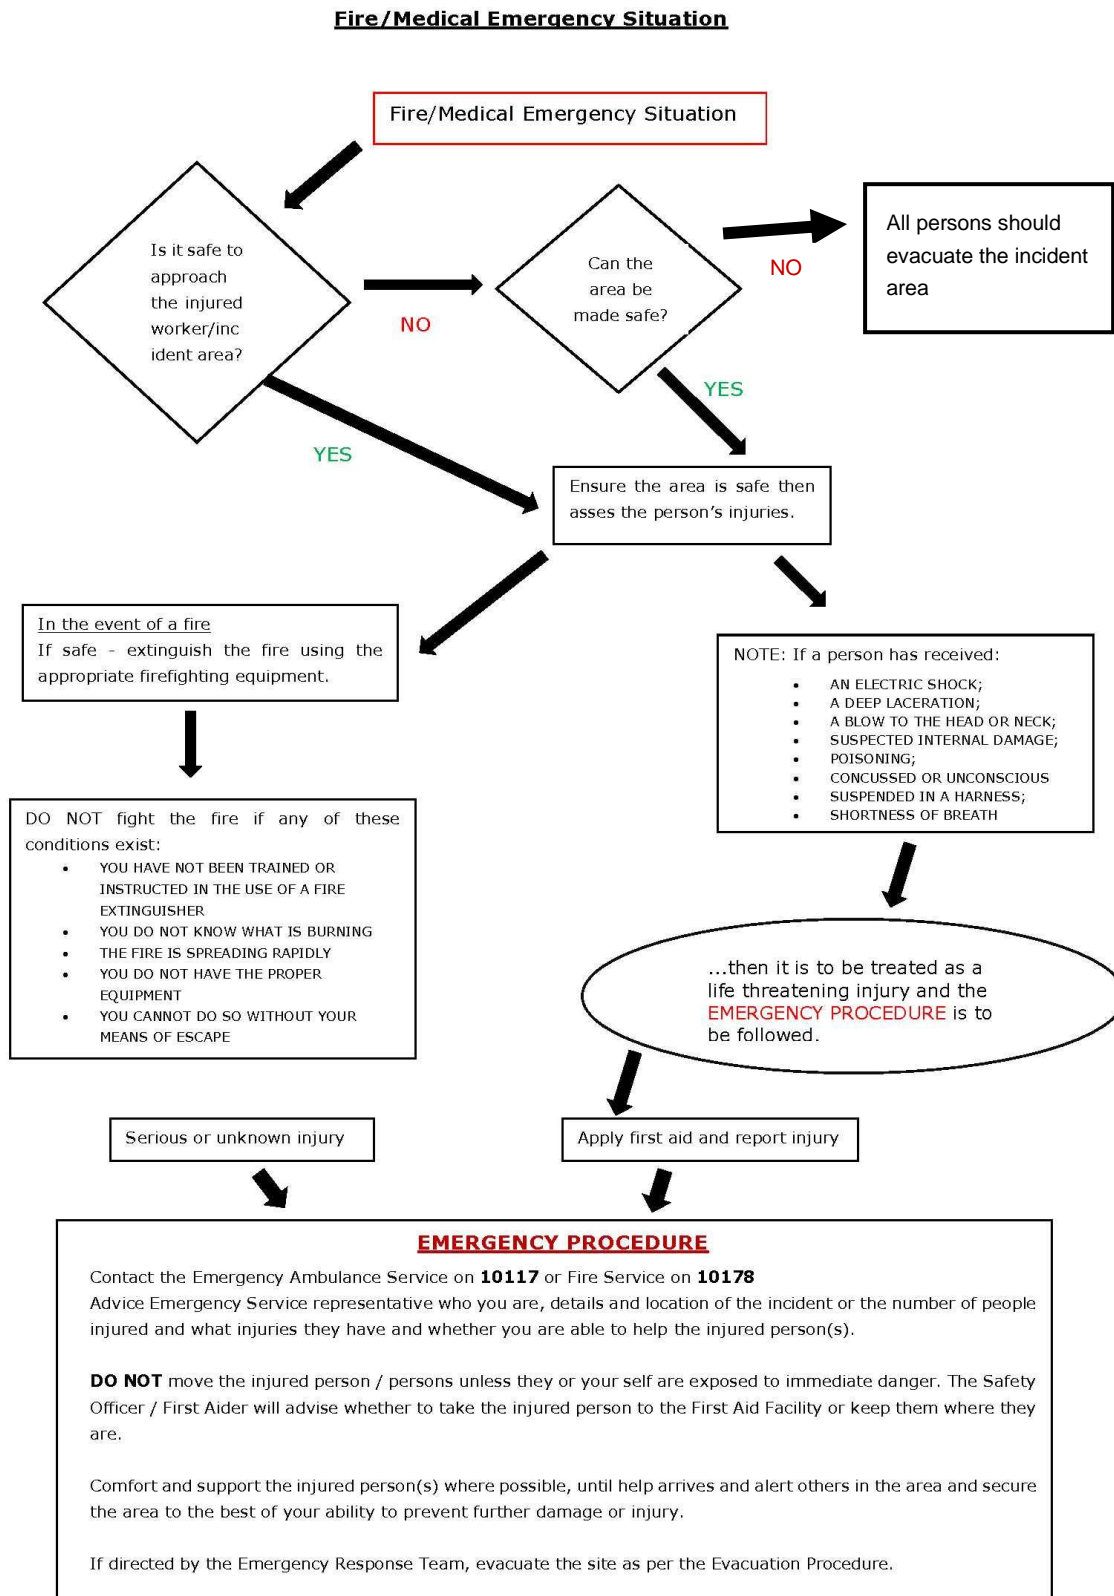 Fire/Medical Emergency Situation
Fire/Medical Emergency Situation
Is it safe to
approach
the injured
worker/inc
ident area?
NO
Can the
area be
made safe?
NO
All persons should
evacuate the incident
area
YES
YES
Ensure the area is safe then
asses the person's injuries.
In the event of a fire
If safe - extinguish the fire using the
appropriate firefighting equipment.
NOTE: If a person has received:
• AN ELECTRIC SHOCK;
• A DEEP LACERATION;
• A BLOW TO THE HEAD OR NECK;
• SUSPECTED INTERNAL DAMAGE;
• POISONING;
• CONCUSSED OR UNCONSCIOUS
• SUSPENDED IN A HARNESS;
• SHORTNESS OF BREATH
DO NOT fight the fire if any of these
conditions exist:
• YOU HAVE NOT BEEN TRAINED OR
INSTRUCTED IN THE USE OF A FIRE
EXTINGUISHER
• YOU DO NOT KNOW WHAT IS BURNING
• THE FIRE IS SPREADING RAPIDLY
• YOU DO NOT HAVE THE PROPER
EQUIPMENT
• YOU CANNOT DO SO WITHOUT YOUR
MEANS OF ESCAPE
...then it is to be treated as a
life threatening injury and the
EMERGENCY PROCEDURE is to
be followed.
Serious or unknown injury
Apply first aid and report injury
EMERGENCY PROCEDURE
Contact the Emergency Ambulance Service on 10117 or Fire Service on 10178
Advice Emergency Service representative who you are, details and location of the incident or the number of people
injured and what injuries they have and whether you are able to help the injured person(s).
DO NOT move the injured person / persons unless they or your self are exposed to immediate danger. The Safety
Officer / First Aider will advise whether to take the injured person to the First Aid Facility or keep them where they
are.
Comfort and support the injured person(s) where possible, until help arrives and alert others in the area and secure
the area to the best of your ability to prevent further damage or injury.
If directed by the Emergency Response Team, evacuate the site as per the Evacuation Procedure.